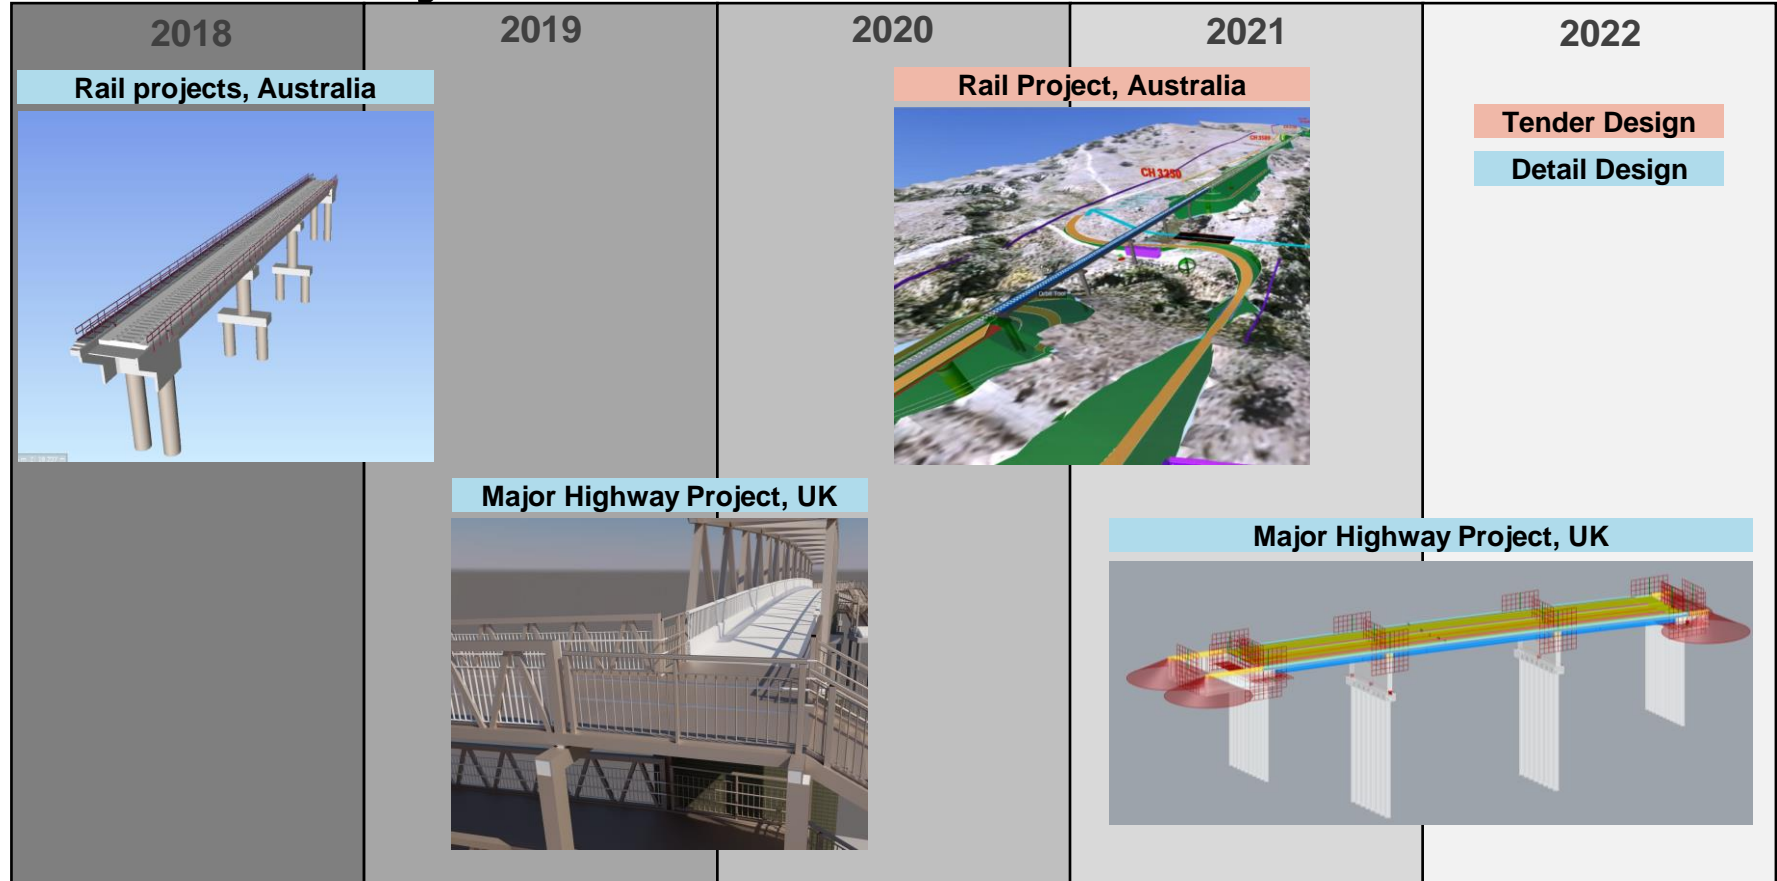 2018
2019
2020
2021
2022
Rail projects, Australia
Rail Project, Australia
Tender Design
Detail Design
CH 3250
Major Highway Project, UK
Major Highway Project, UK